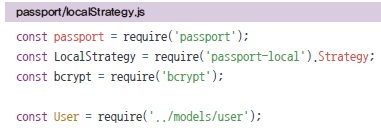 passport/localStrategy.js
const passport = require('passport');
const LocalStrategy = require('passport-local').Strategy;
const bcrypt = require('bcrypt');
const User = require('../models/user');